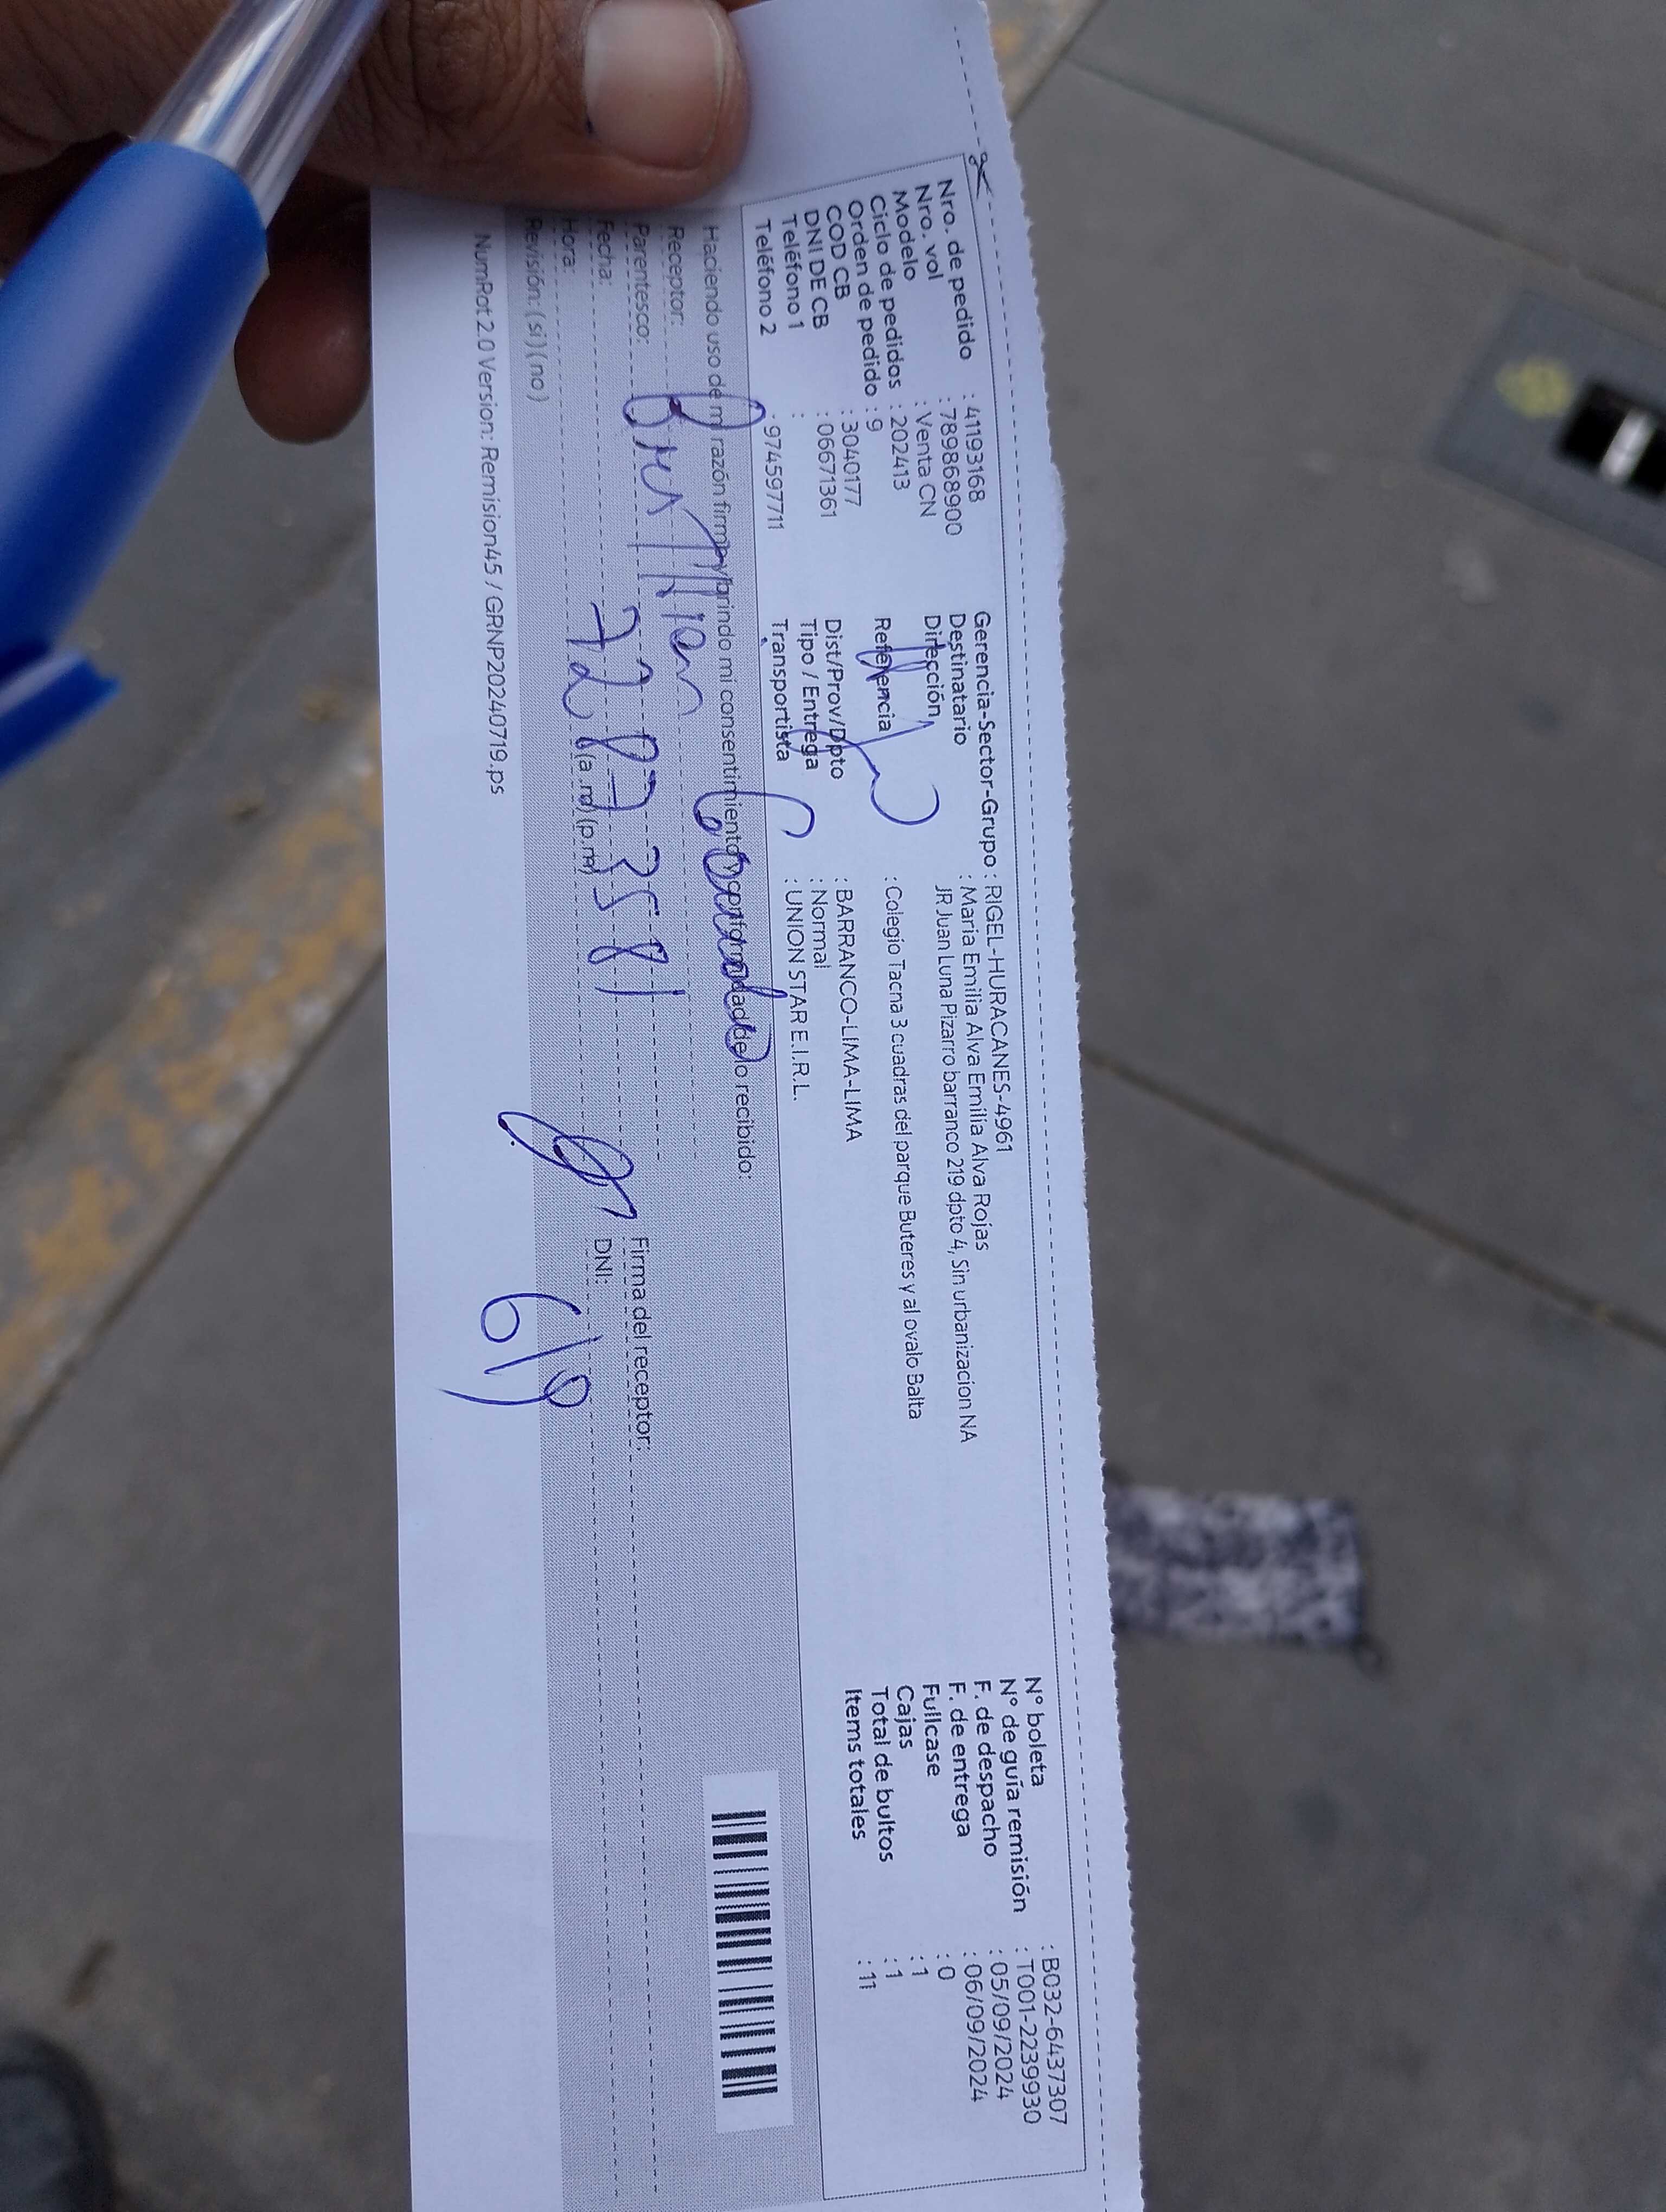 Nro. de pedido : 41193168
Nro. vol : 789868900
Modelo : Venta CN
Ciclo de pedidos : 202413
Orden de pedido : 9
COD CB : 3040177
DNI DE CB : 06671361
Teléfono 1 :
Teléfono 2 : 974597711
Gerencia-Sector-Grupo : RIGEL-HURACANES-4961
Destinatario : Maria Emilia Alva Emilia Alva Rojas
Dirección JR Juan Luna Pizarro barranco 219 dpto 4, Sin urbanizacion NA
Referencia : Colegio Tacna 3 cuadras del parque Buteres y al ovalo Balta
Dist/Prov/Dpto : BARRANCO-LIMA-LIMA
Tipo / Entrega : Normal
Transportista : UNION STAR E.I.R.L.
N° boleta : B032-6437307
N° de guía remisión : T001-2239930
F. de despacho : 05/09/2024
F. de entrega : 06/09/2024
Fullcase : 0
Cajas : 1
Total de bultos : 1
Items totales : 11
Haciendo uso de mi razón firmo y brindo mi consentimiento y conformidad de lo recibido:
Receptor:
Parentesco:
Fecha:
Hora: (a.m) (p.m)
Revisión: (si) (no)
Firma del receptor:
DNI:
6/9
NumRot 2.0 Version: Remision45 / GRNP20240719.ps